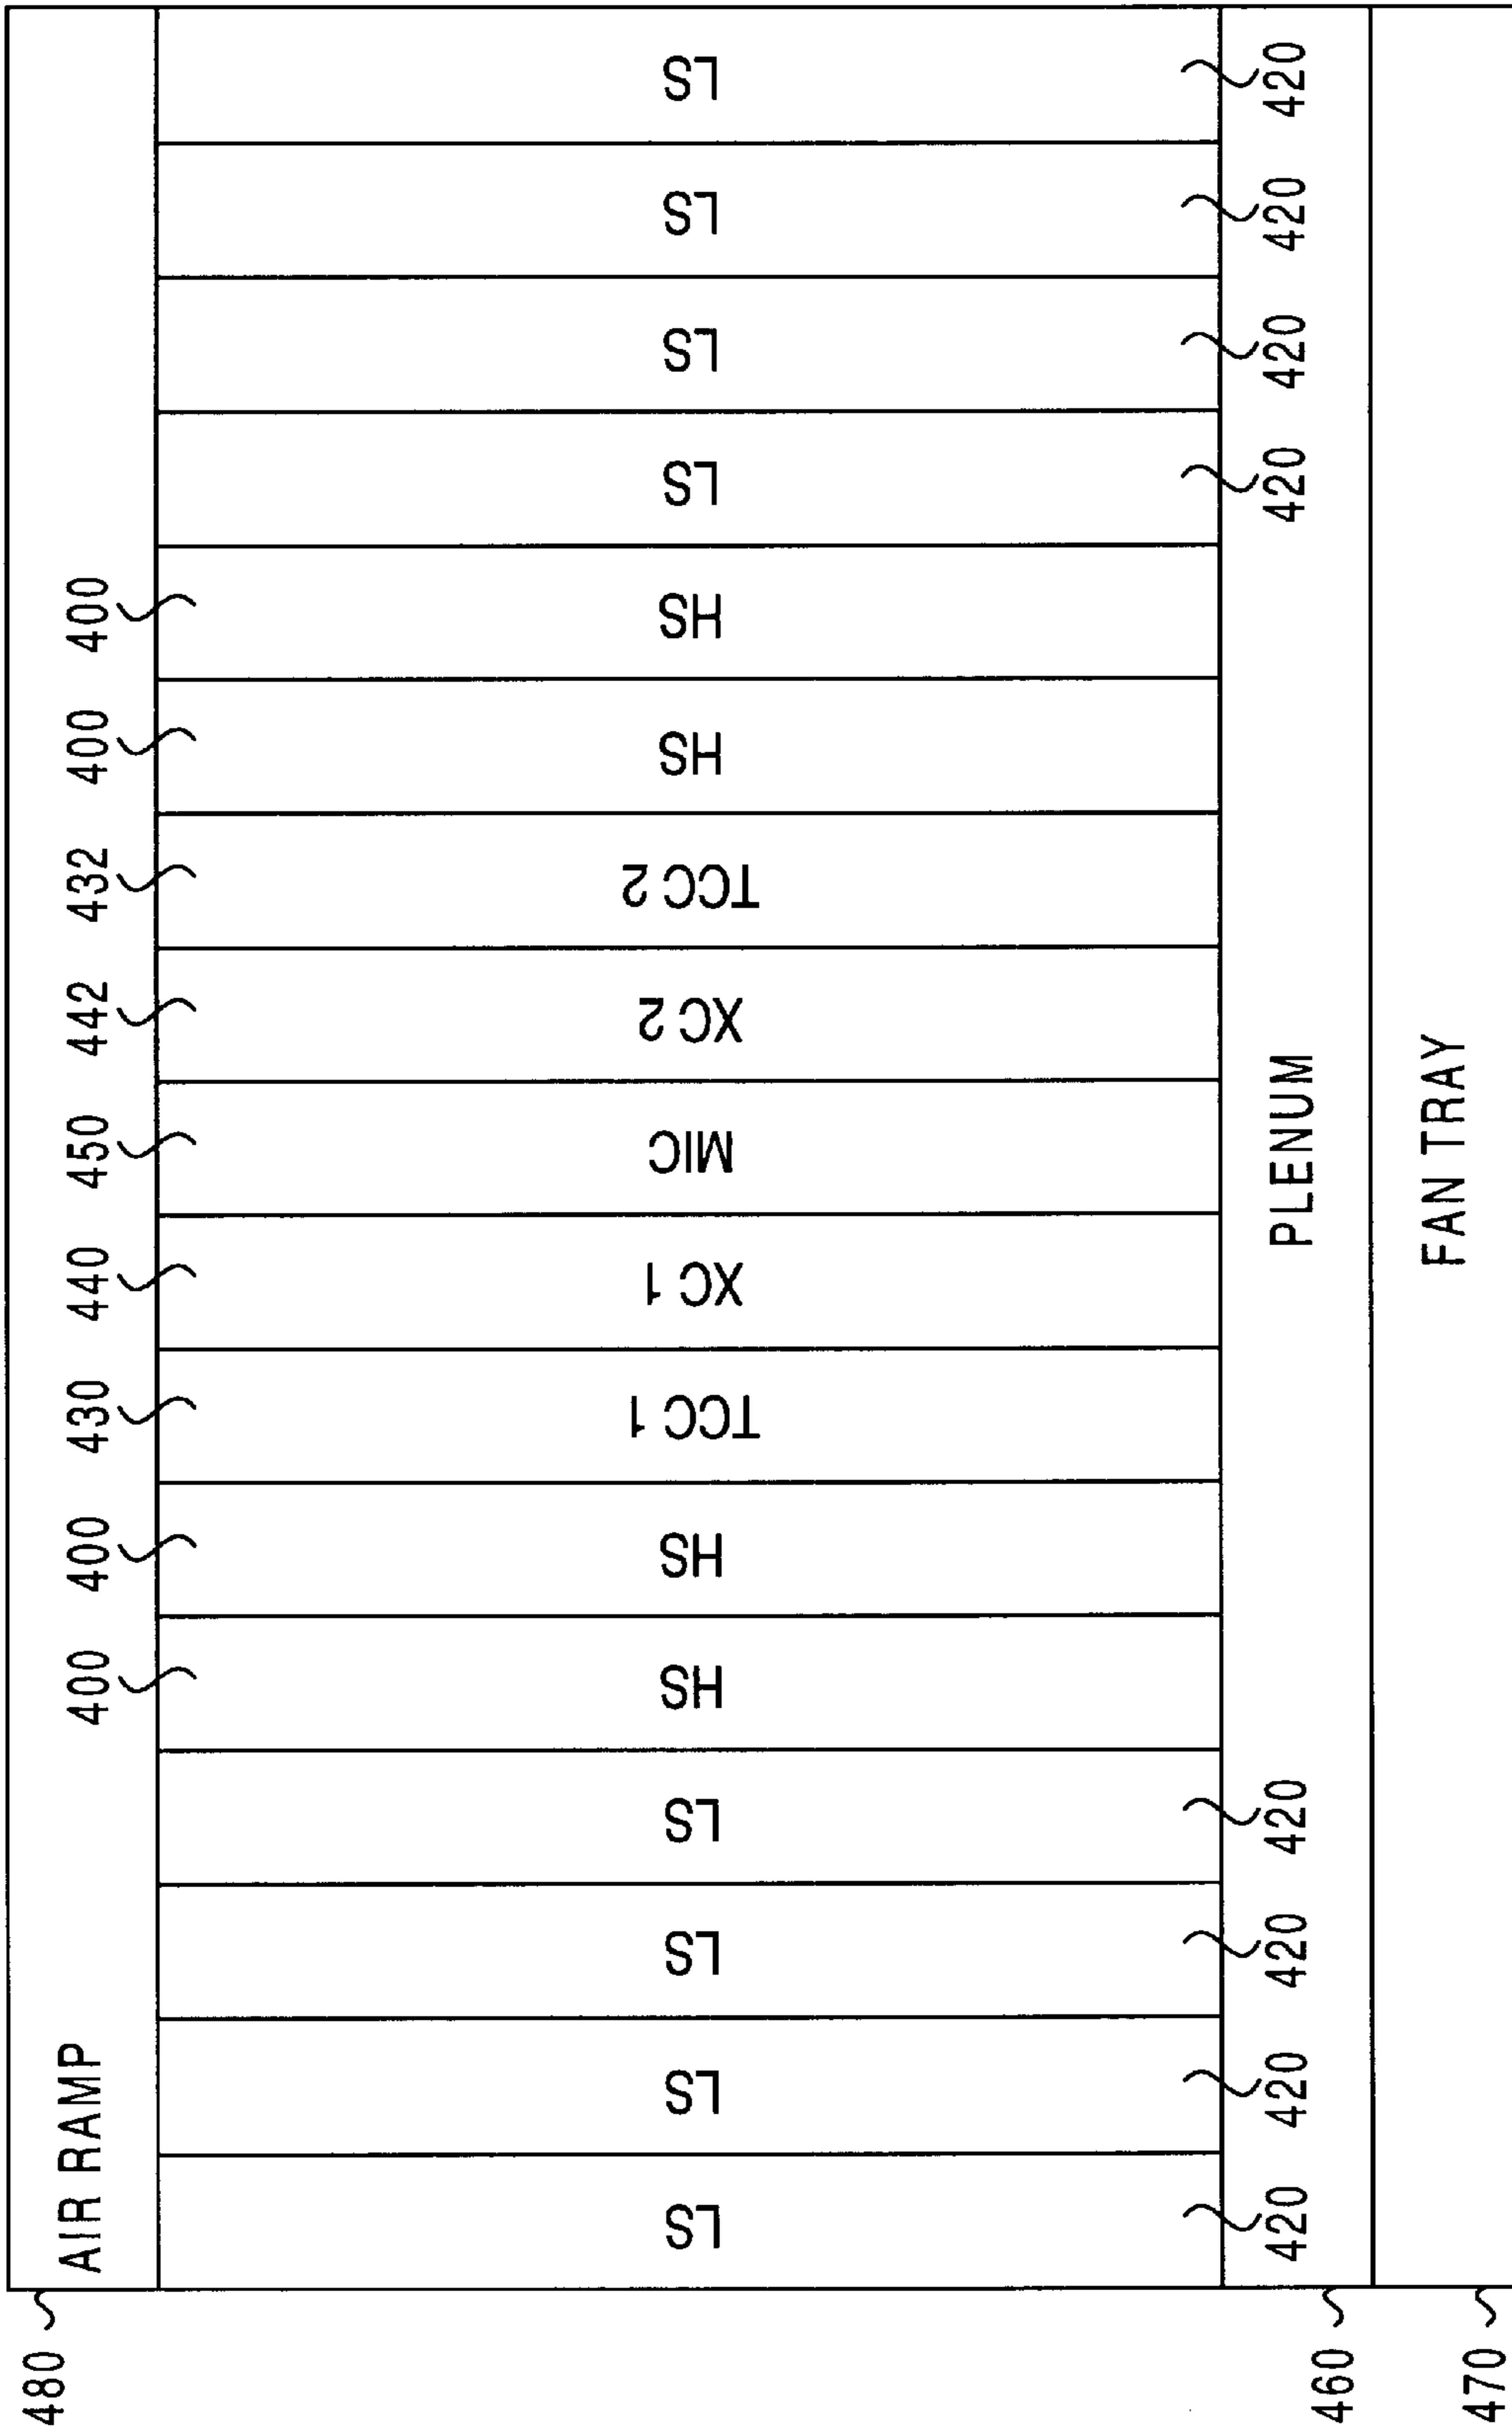 480
AIR RAMP 400 400 430 440 450 442 432 400 400
LS LS LS LS HS HS TCC 1 XC 1 MIC XC 2 TCC 2 HS HS LS LS LS LS
420 420 420 420 PLENUM 420 420 420 420
460
FAN TRAY
470